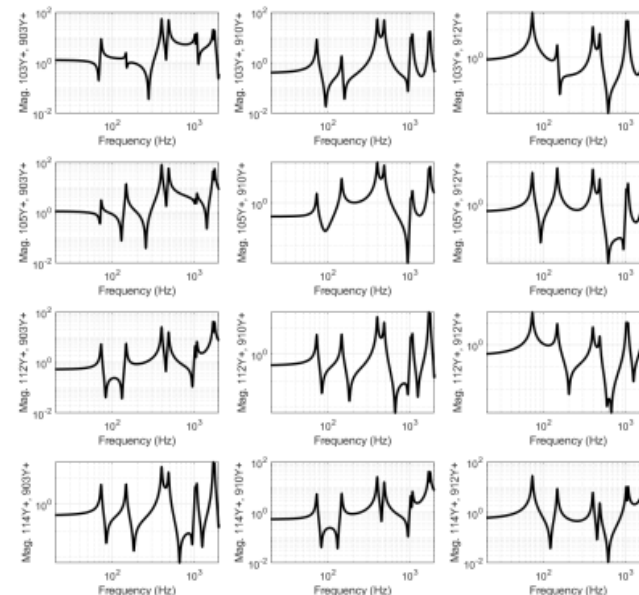 Mag. 103Y+, 903Y+
10^2
10^0
10^-2
10^2
10^3
Frequency (Hz)
Mag. 103Y+, 910Y+
10^2
10^0
10^-2
10^2
10^3
Frequency (Hz)
Mag. 103Y+, 912Y+
10^0
10^2
10^3
Frequency (Hz)
Mag. 105Y+, 903Y+
10^2
10^0
10^-2
10^2
10^3
Frequency (Hz)
Mag. 105Y+, 910Y+
10^0
10^2
10^3
Frequency (Hz)
Mag. 105Y+, 912Y+
10^0
10^2
10^3
Frequency (Hz)
Mag. 112Y+, 903Y+
10^2
10^0
10^-2
10^2
10^3
Frequency (Hz)
Mag. 112Y+, 910Y+
10^0
10^2
10^3
Frequency (Hz)
Mag. 112Y+, 912Y+
10^0
10^2
10^3
Frequency (Hz)
Mag. 114Y+, 903Y+
10^0
10^2
10^3
Frequency (Hz)
Mag. 114Y+, 910Y+
10^2
10^0
10^-2
10^2
10^3
Frequency (Hz)
Mag. 114Y+, 912Y+
10^2
10^0
10^-2
10^2
10^3
Frequency (Hz)